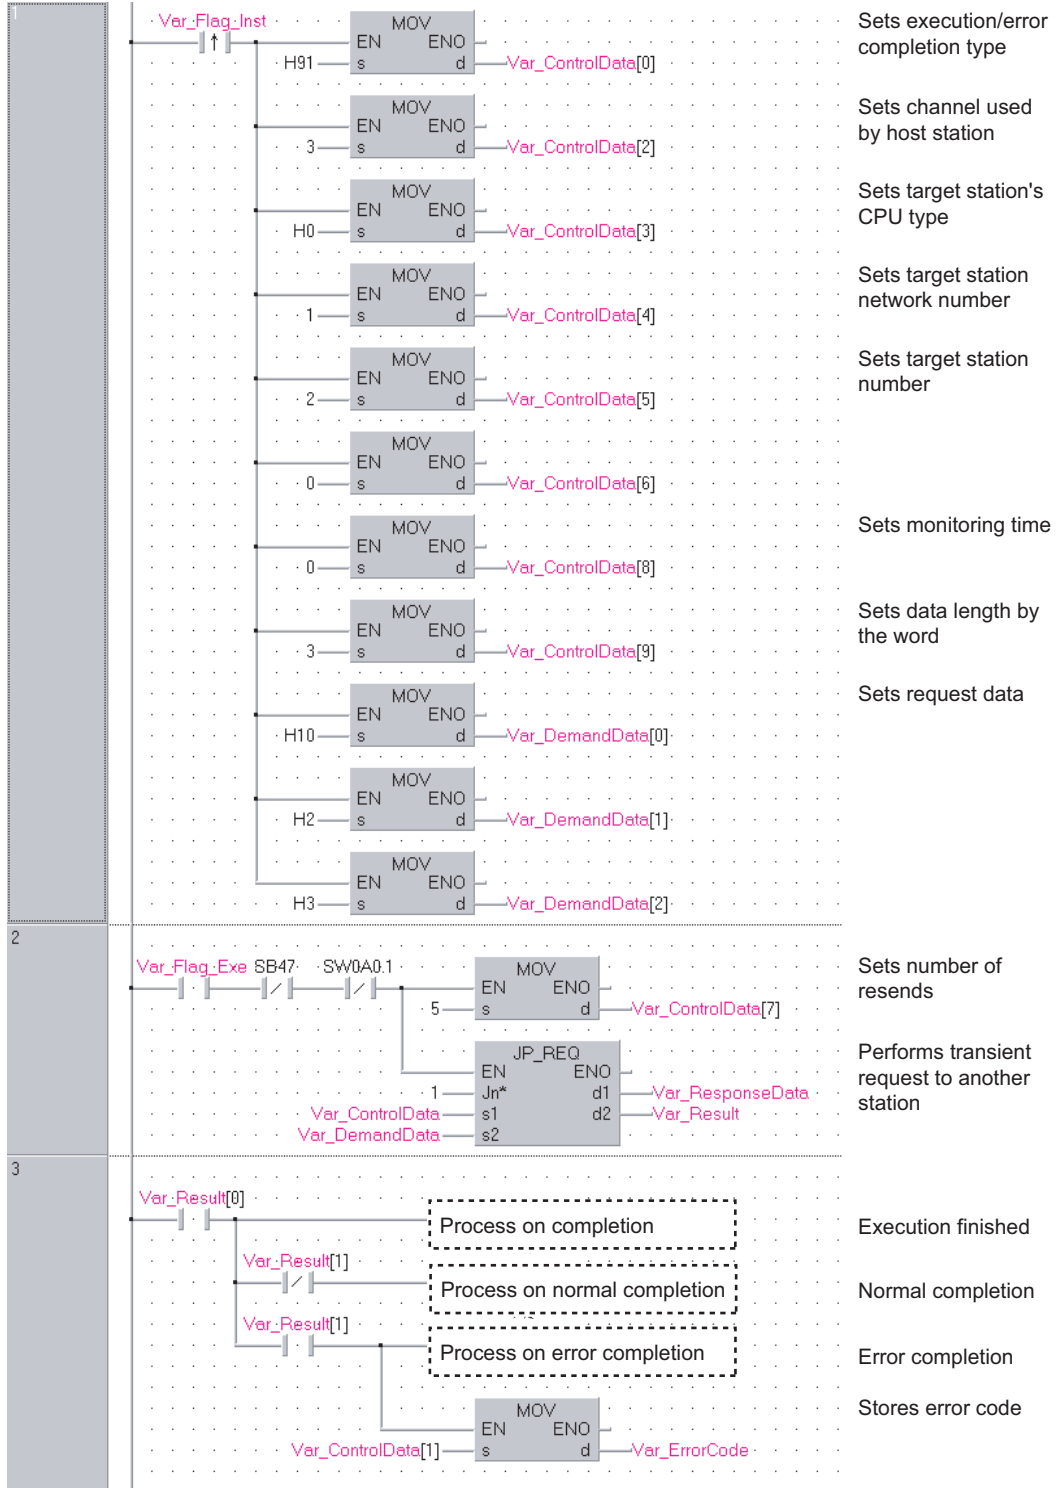 1
Var_Flag_Inst
MOV
EN ENO
H91 s d Var_ControlData[0]
Sets execution/error
completion type
MOV
EN ENO
3 s d Var_ControlData[2]
Sets channel used
by host station
MOV
EN ENO
H0 s d Var_ControlData[3]
Sets target station's
CPU type
MOV
EN ENO
1 s d Var_ControlData[4]
Sets target station
network number
MOV
EN ENO
2 s d Var_ControlData[5]
Sets target station
number
MOV
EN ENO
0 s d Var_ControlData[6]
MOV
EN ENO
0 s d Var_ControlData[8]
Sets monitoring time
MOV
EN ENO
3 s d Var_ControlData[9]
Sets data length by
the word
MOV
EN ENO
H10 s d Var_DemandData[0]
Sets request data
MOV
EN ENO
H2 s d Var_DemandData[1]
MOV
EN ENO
H3 s d Var_DemandData[2]
2
Var_Flag_Exe SB47 SW0A0.1
MOV
EN ENO
5 s d Var_ControlData[7]
Sets number of
resends
JP_REQ
EN ENO
1 Jn* d1 Var_ResponseData
Var_ControlData s1 d2 Var_Result
Var_DemandData s2
Performs transient
request to another
station
3
Var_Result[0]
Process on completion
Execution finished
Var_Result[1]
Process on normal completion
Normal completion
Var_Result[1]
Process on error completion
Error completion
MOV
EN ENO
Var_ControlData[1] s d Var_ErrorCode
Stores error code